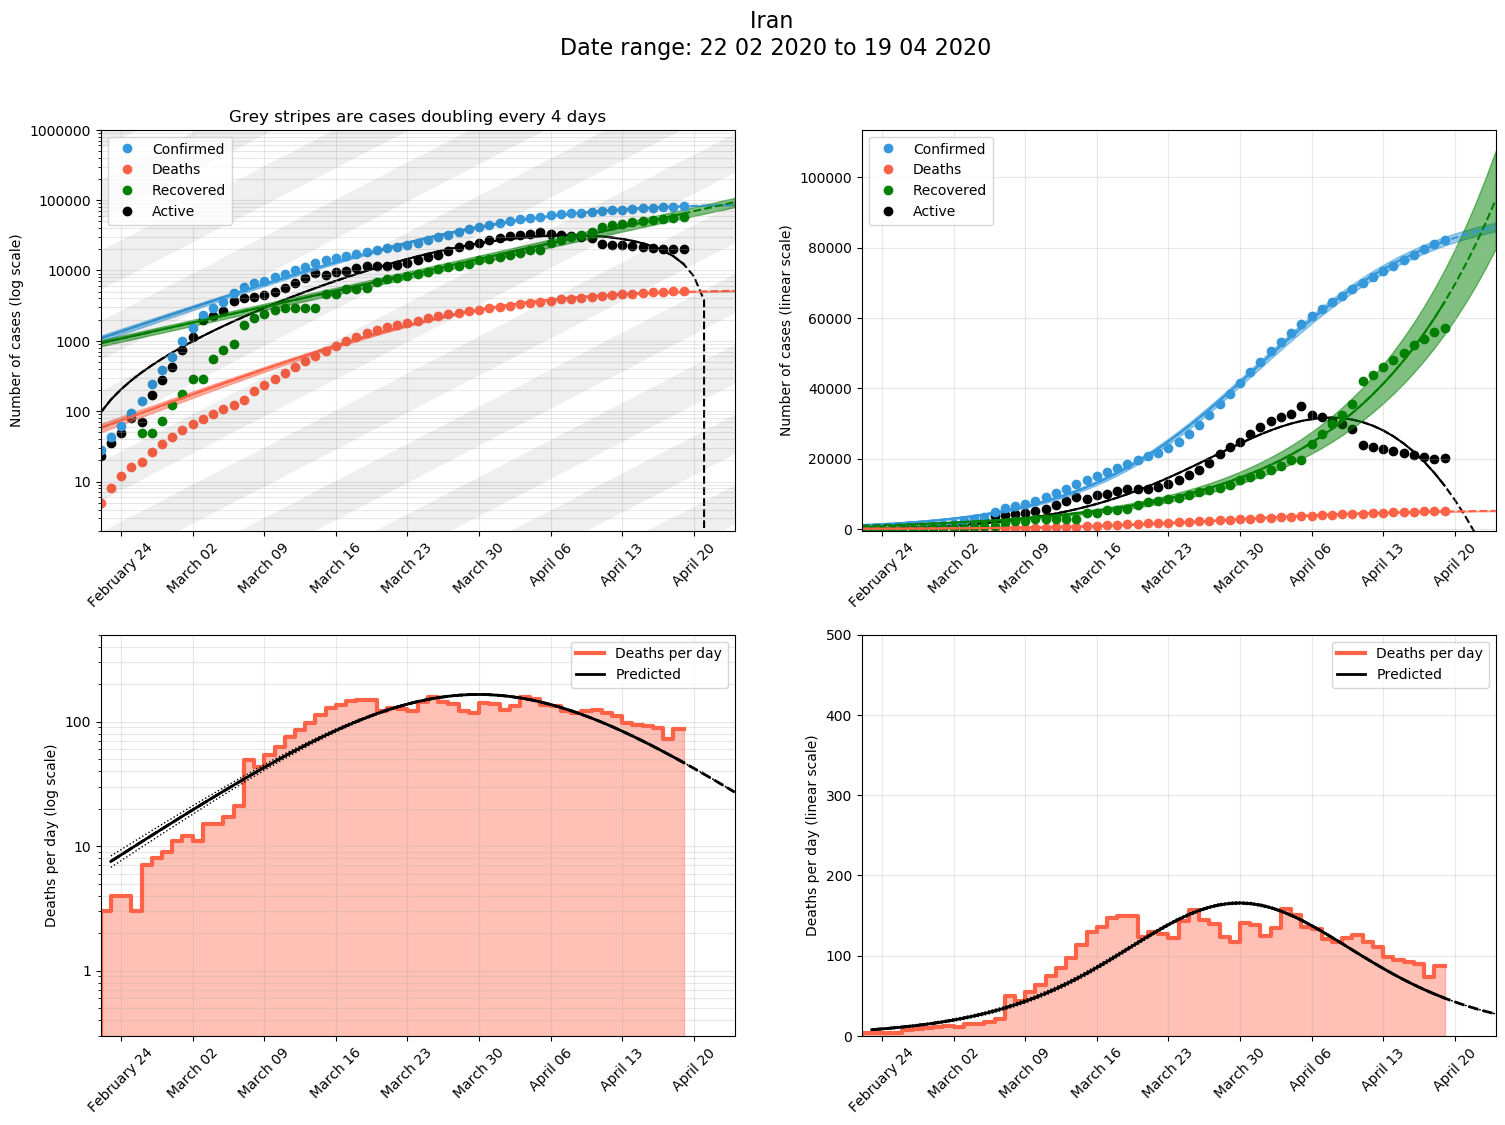 Iran
Date range: 22 02 2020 to 19 04 2020
Grey stripes are cases doubling every 4 days
Number of cases (log scale)
1000000
100000
10000
1000
100
10
Confirmed
Deaths
Recovered
Active
February 24
March 02
March 09
March 16
March 23
March 30
April 06
April 13
April 20
Number of cases (linear scale)
100000
80000
60000
40000
20000
0
Confirmed
Deaths
Recovered
Active
February 24
March 02
March 09
March 16
March 23
March 30
April 06
April 13
April 20
Deaths per day (log scale)
100
10
1
Deaths per day
Predicted
February 24
March 02
March 09
March 16
March 23
March 30
April 06
April 13
April 20
Deaths per day (linear scale)
500
400
300
200
100
0
Deaths per day
Predicted
February 24
March 02
March 09
March 16
March 23
March 30
April 06
April 13
April 20